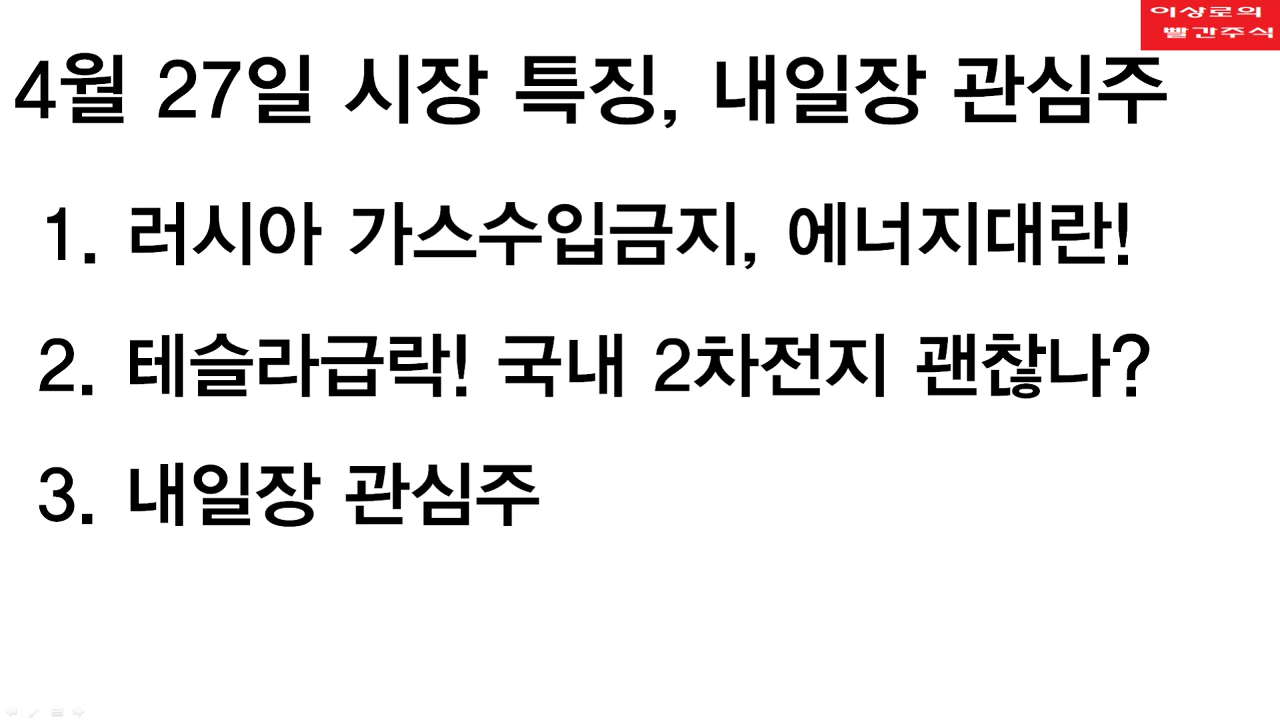 이상로의
빨간주식
4월 27일 시장 특징, 내일장 관심주
1. 러시아 가스수입금지, 에너지대란!
2. 테슬라급락! 국내 2차전지 괜찮나?
3. 내일장 관심주